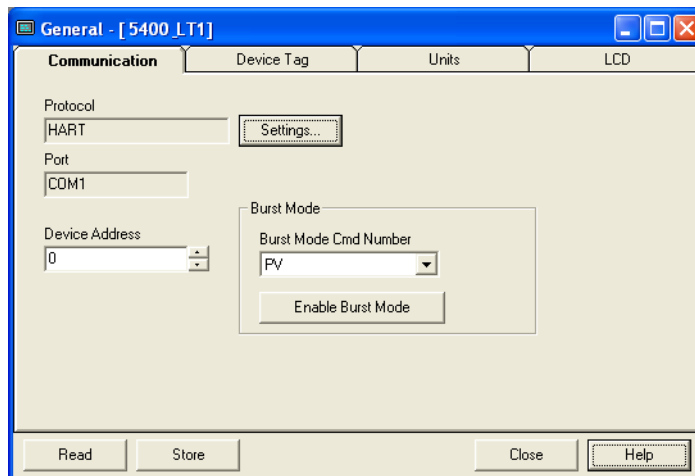 General - [ 5400_LT1]
Communication Device Tag Units LCD
Protocol
HART Settings...
Port
COM1
Device Address
0
Burst Mode
Burst Mode Cmd Number
PV
Enable Burst Mode
Read Store Close Help